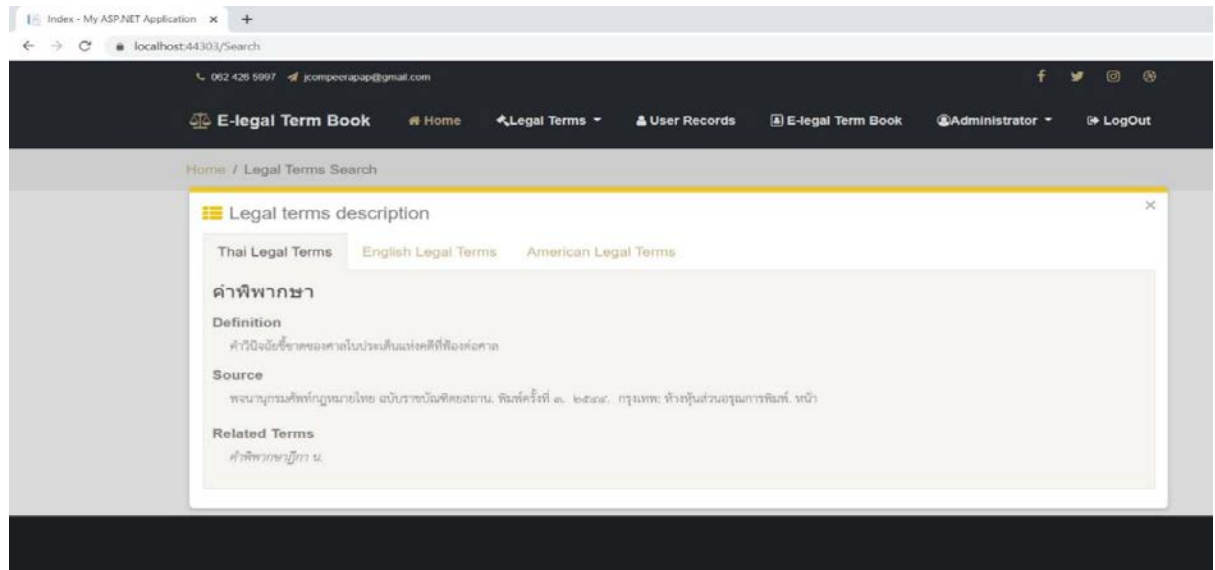 Index - My ASP.NET Application
localhost:44303/Search
062 426 5997 jcompeerapap@gmail.com
E-legal Term Book Home Legal Terms User Records E-legal Term Book Administrator LogOut
Home / Legal Terms Search
Legal terms description
Thai Legal Terms English Legal Terms American Legal Terms
คำพิพากษา
Definition
คำวินิจฉัยชี้ขาดของศาลในประเด็นแห่งคดีที่ฟ้องต่อศาล
Source
พจนานุกรมศัพท์กฎหมายไทย ฉบับราชบัณฑิตยสถาน. พิมพ์ครั้งที่ ๓. กรุงเทพ: ห้างหุ้นส่วนอรุณการพิมพ์. หน้า
Related Terms
คำพิพากษาฎีกา น.